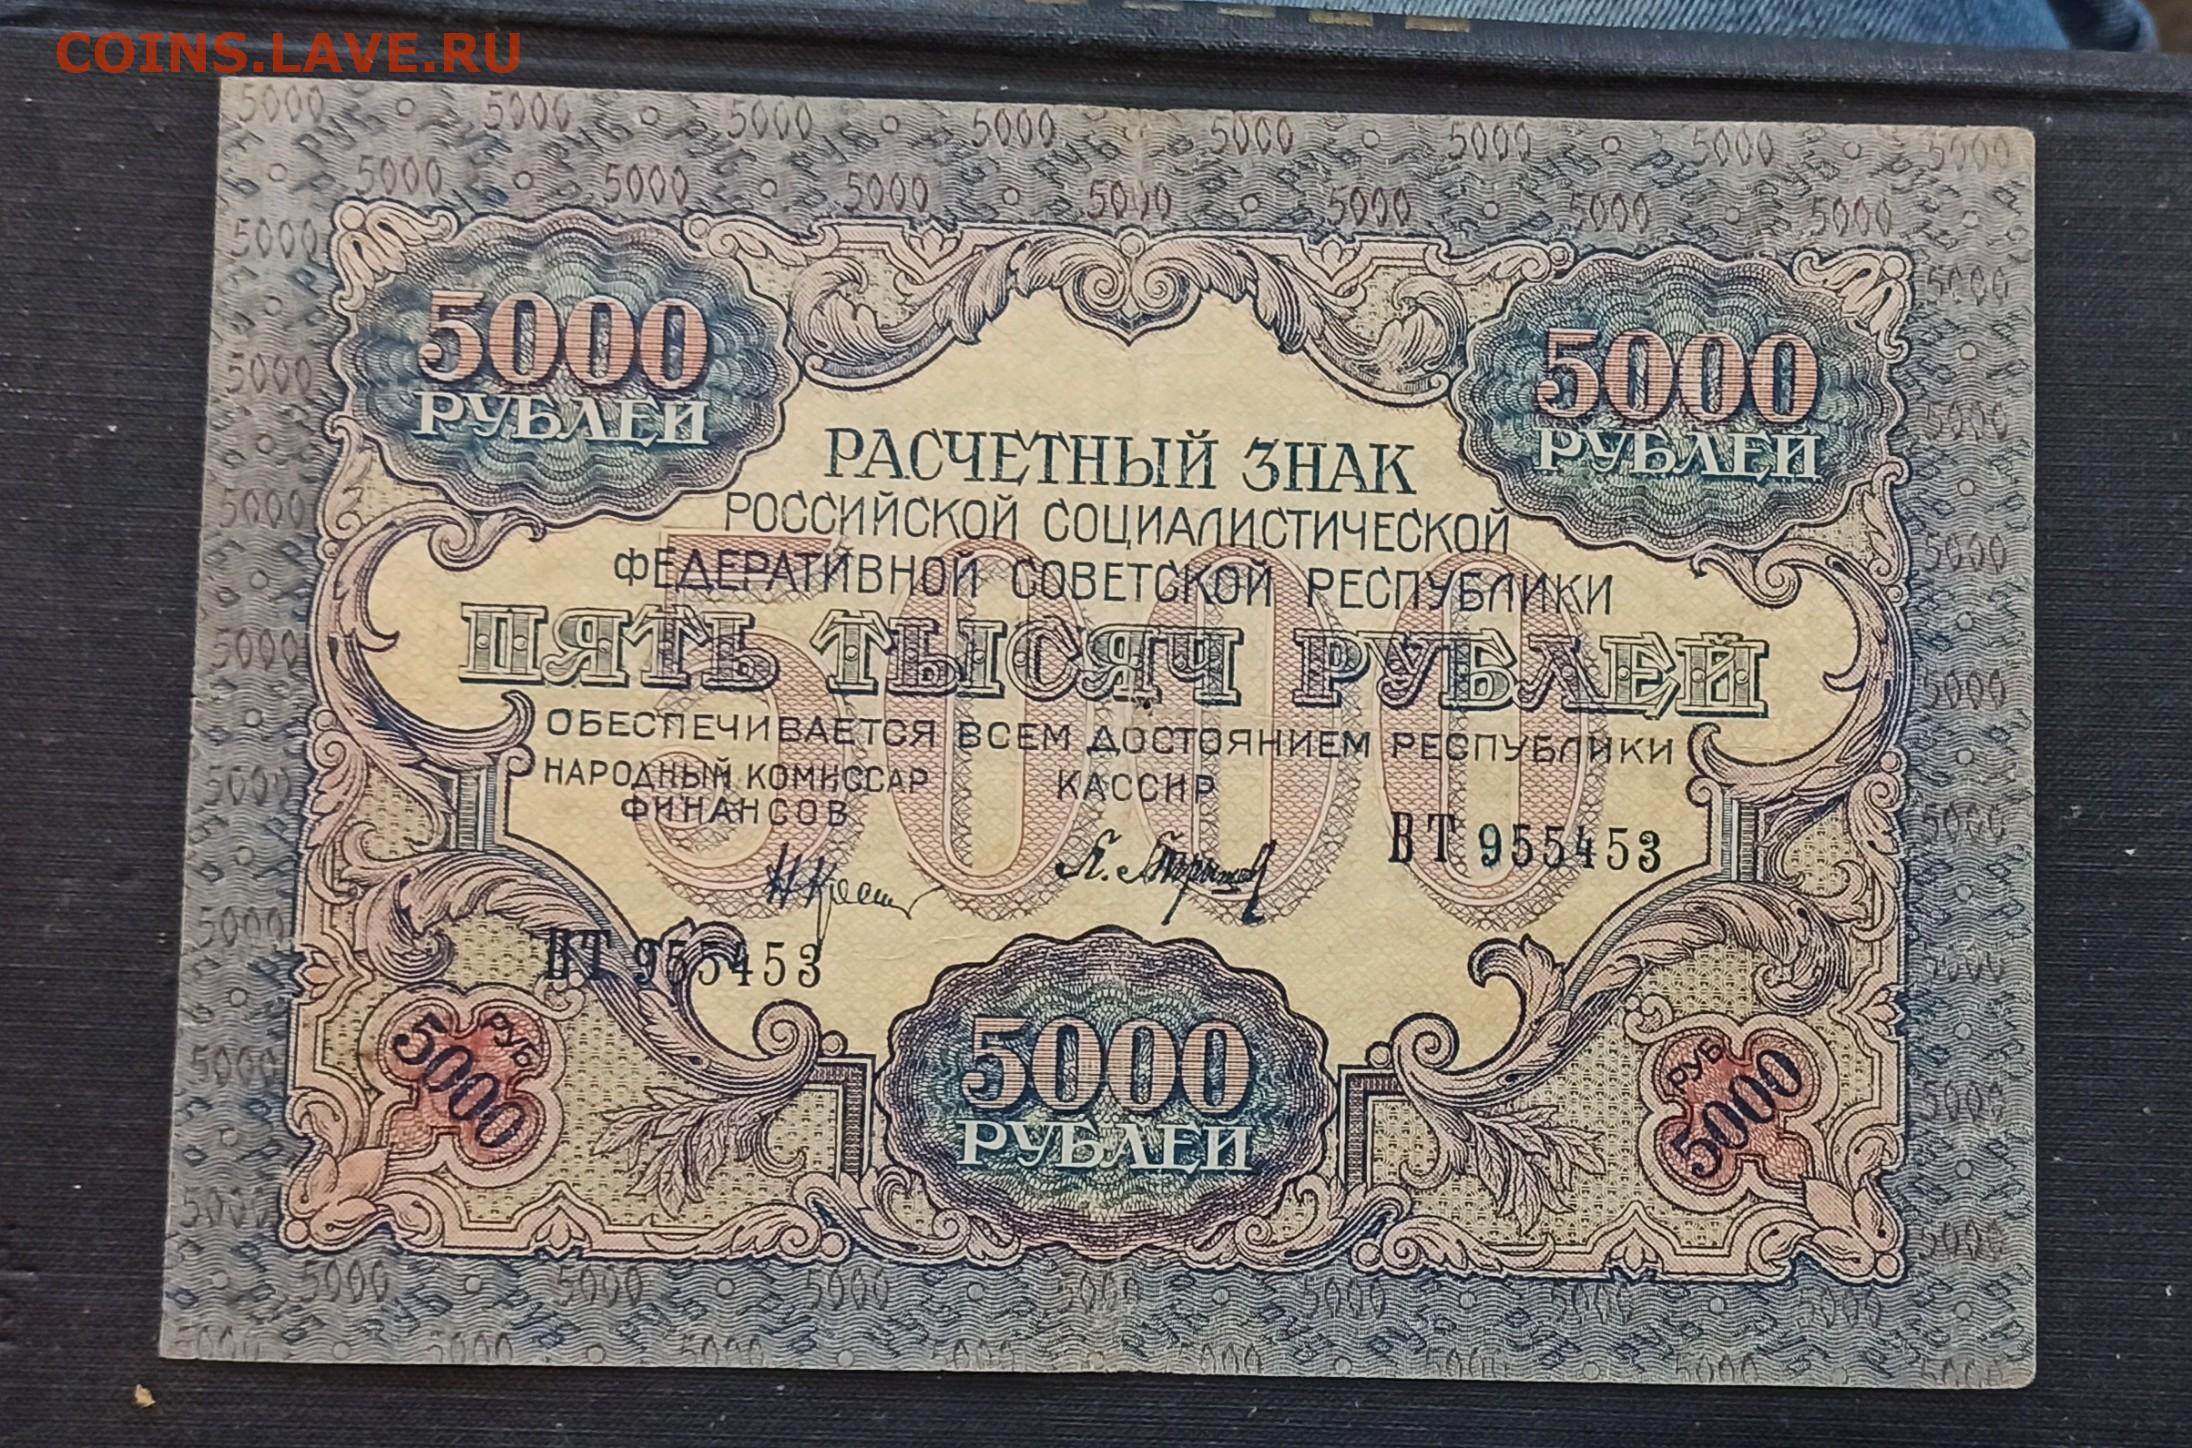 COINS.LAVE.RU
5000
РУБЛЕЙ
5000
РУБЛЕЙ
РАСЧЕТНЫЙ ЗНАК
РОССИЙСКОЙ СОЦИАЛИСТИЧЕСКОЙ
ФЕДЕРАТИВНОЙ СОВЕТСКОЙ РЕСПУБЛИКИ
5000
ПЯТЬ ТЫСЯЧ РУБЛЕЙ
ОБЕСПЕЧИВАЕТСЯ ВСЕМ ДОСТОЯНИЕМ РЕСПУБЛИКИ
НАРОДНЫЙ КОМИССАР
ФИНАНСОВ
КАССИР
ВТ 955453
ВТ 955453
РУБ
5000
5000
РУБЛЕЙ
РУБ
5000